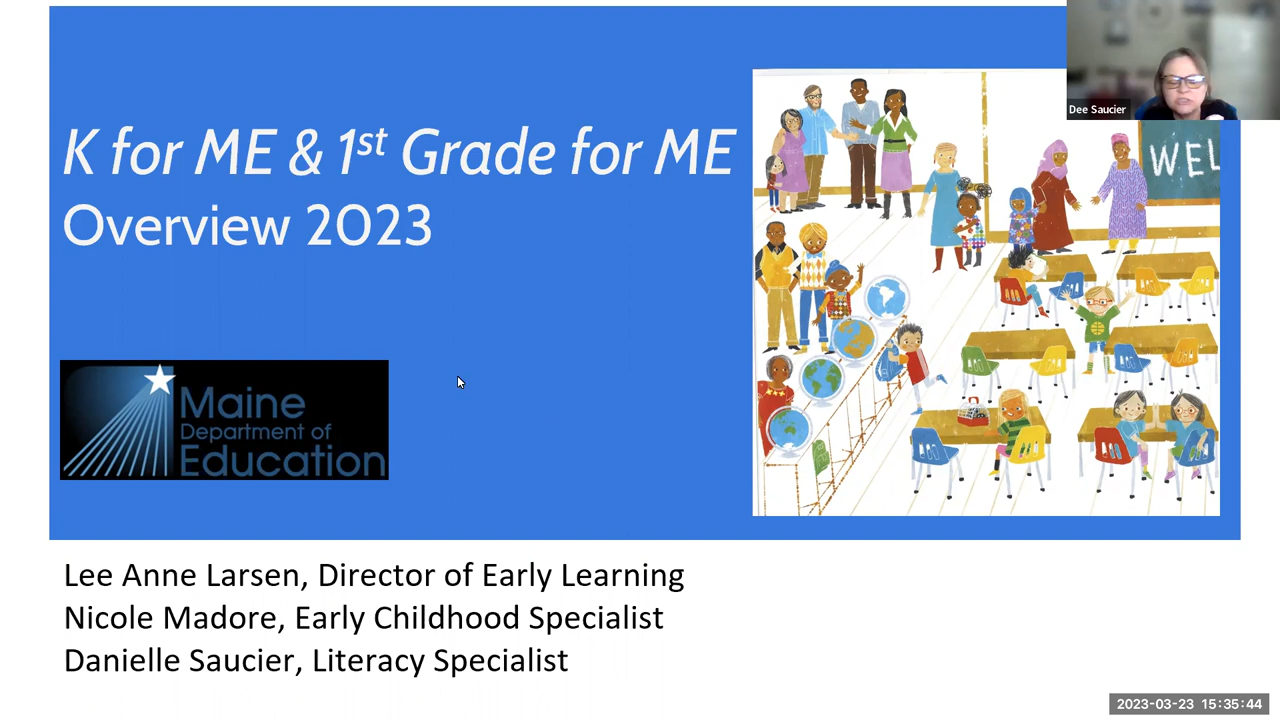 Dee Saucier
K for ME & 1st Grade for ME
Overview 2023
WEL
Maine
Department of
Education
Lee Anne Larsen, Director of Early Learning
Nicole Madore, Early Childhood Specialist
Danielle Saucier, Literacy Specialist
2023-03-23 15:35:44